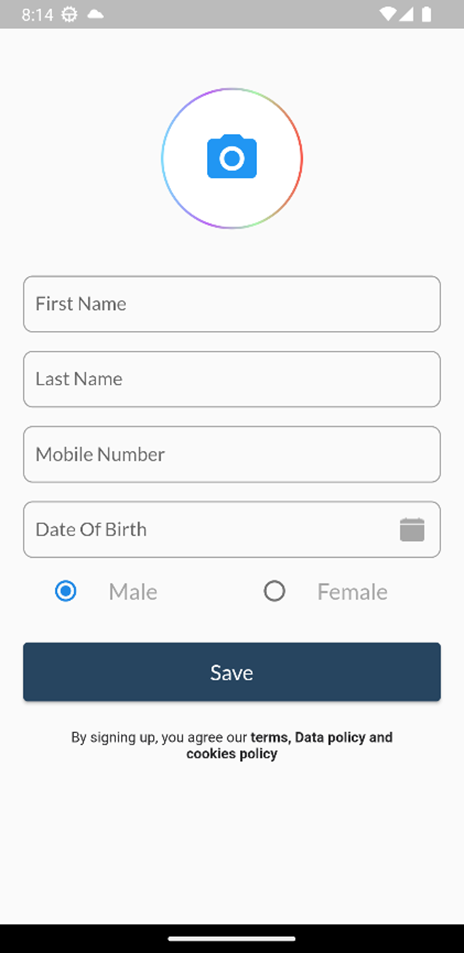 8:14
First Name
Last Name
Mobile Number
Date Of Birth
Male Female
Save
By signing up, you agree our terms, Data policy and
cookies policy